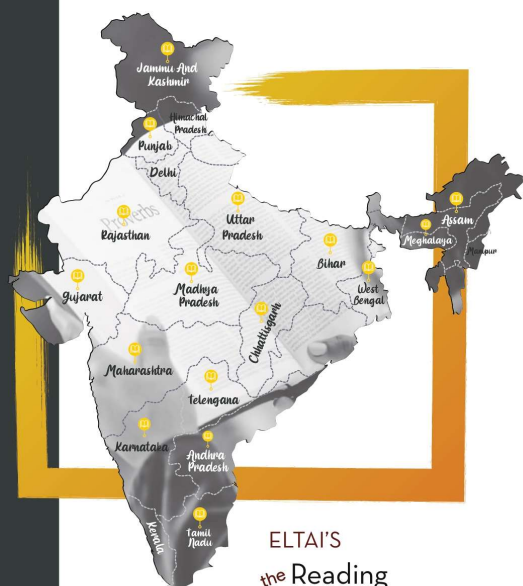 Jammu And
Kashmir
Himachal
Pradesh
Punjab
Delhi
Proverbs
Rajasthan
Uttar
Pradesh
Assam
Meghalaya
Manipur
Bihar
Gujarat
Madhya
Pradesh
West
Bengal
Chhattisgarh
Maharashtra
Telengana
Karnataka
Andhra
Pradesh
Kerala
Tamil
Nadu
ELTAI'S
the Reading